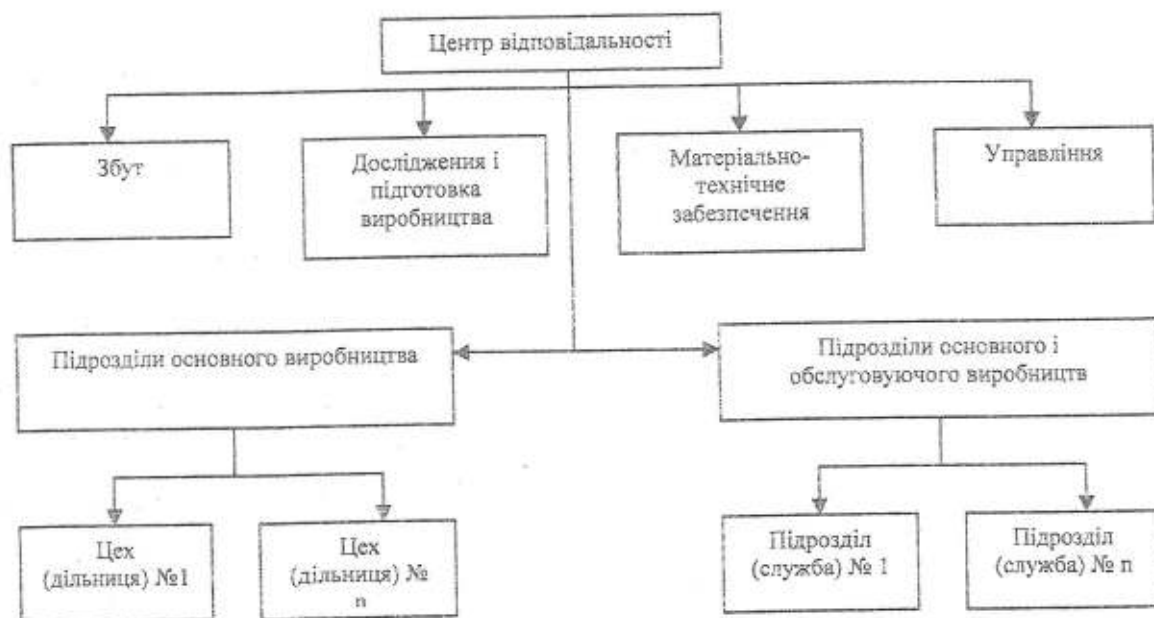 Центр відповідальності
Збут
Дослідження і
підготовка
виробництва
Матеріально-
технічне
забезпечення
Управління
Підрозділи основного виробництва
Підрозділи основного і
обслуговуючого виробництв
Цех
(дільниця) №1
Цех
(дільниця) №
n
Підрозділ
(служба) № 1
Підрозділ
(служба) № n